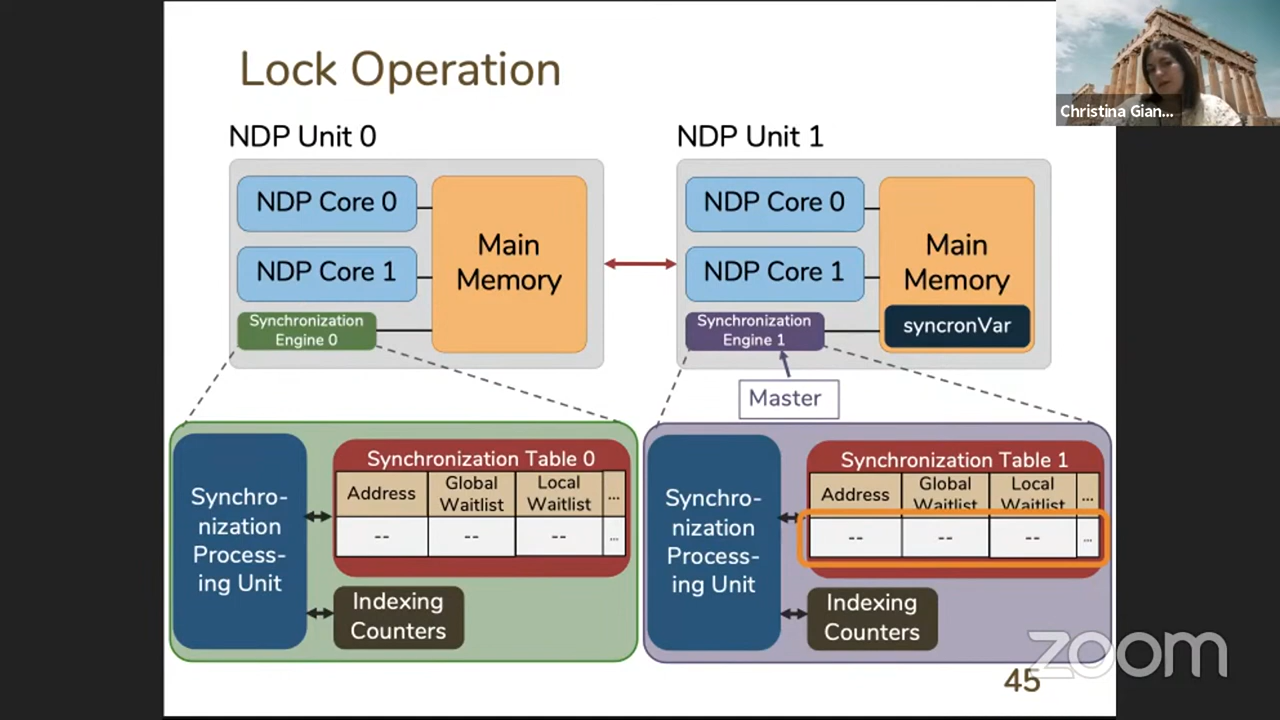 Lock Operation
Christina Gian...
NDP Unit 0
NDP Core 0
NDP Core 1
Main
Memory
Synchronization
Engine 0
NDP Unit 1
NDP Core 0
NDP Core 1
Main
Memory
syncronVar
Synchronization
Engine 1
Master
Synchro-
nization
Process-
ing Unit
Synchronization Table 0
Address
Global
Waitlist
Local
Waitlist
...
--
--
--
...
Indexing
Counters
Synchro-
nization
Process-
ing Unit
Synchronization Table 1
Address
Global
Waitlist
Local
Waitlist
...
--
--
--
...
Indexing
Counters
zoom
45